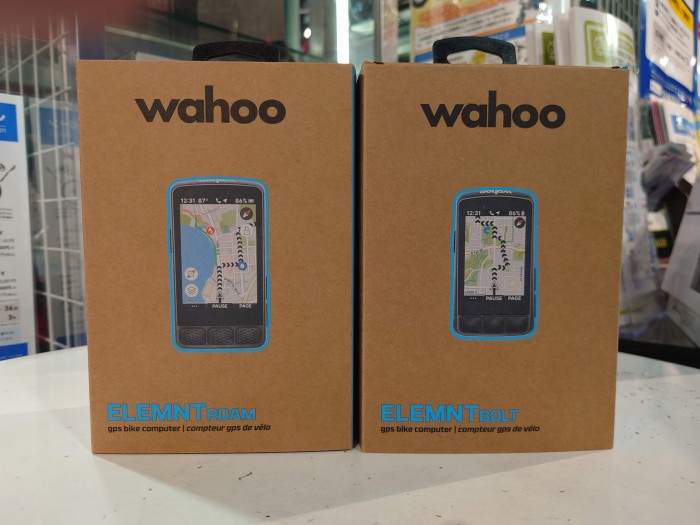 wahoo
12:31 87° 86%
PAUSE PAGE
ELEMNT ROAM
gps bike computer | compteur gps de vélo
wahoo
wahoo
12:31 86%
PAUSE PAGE
ELEMNT BOLT
gps bike computer | compteur gps de vélo